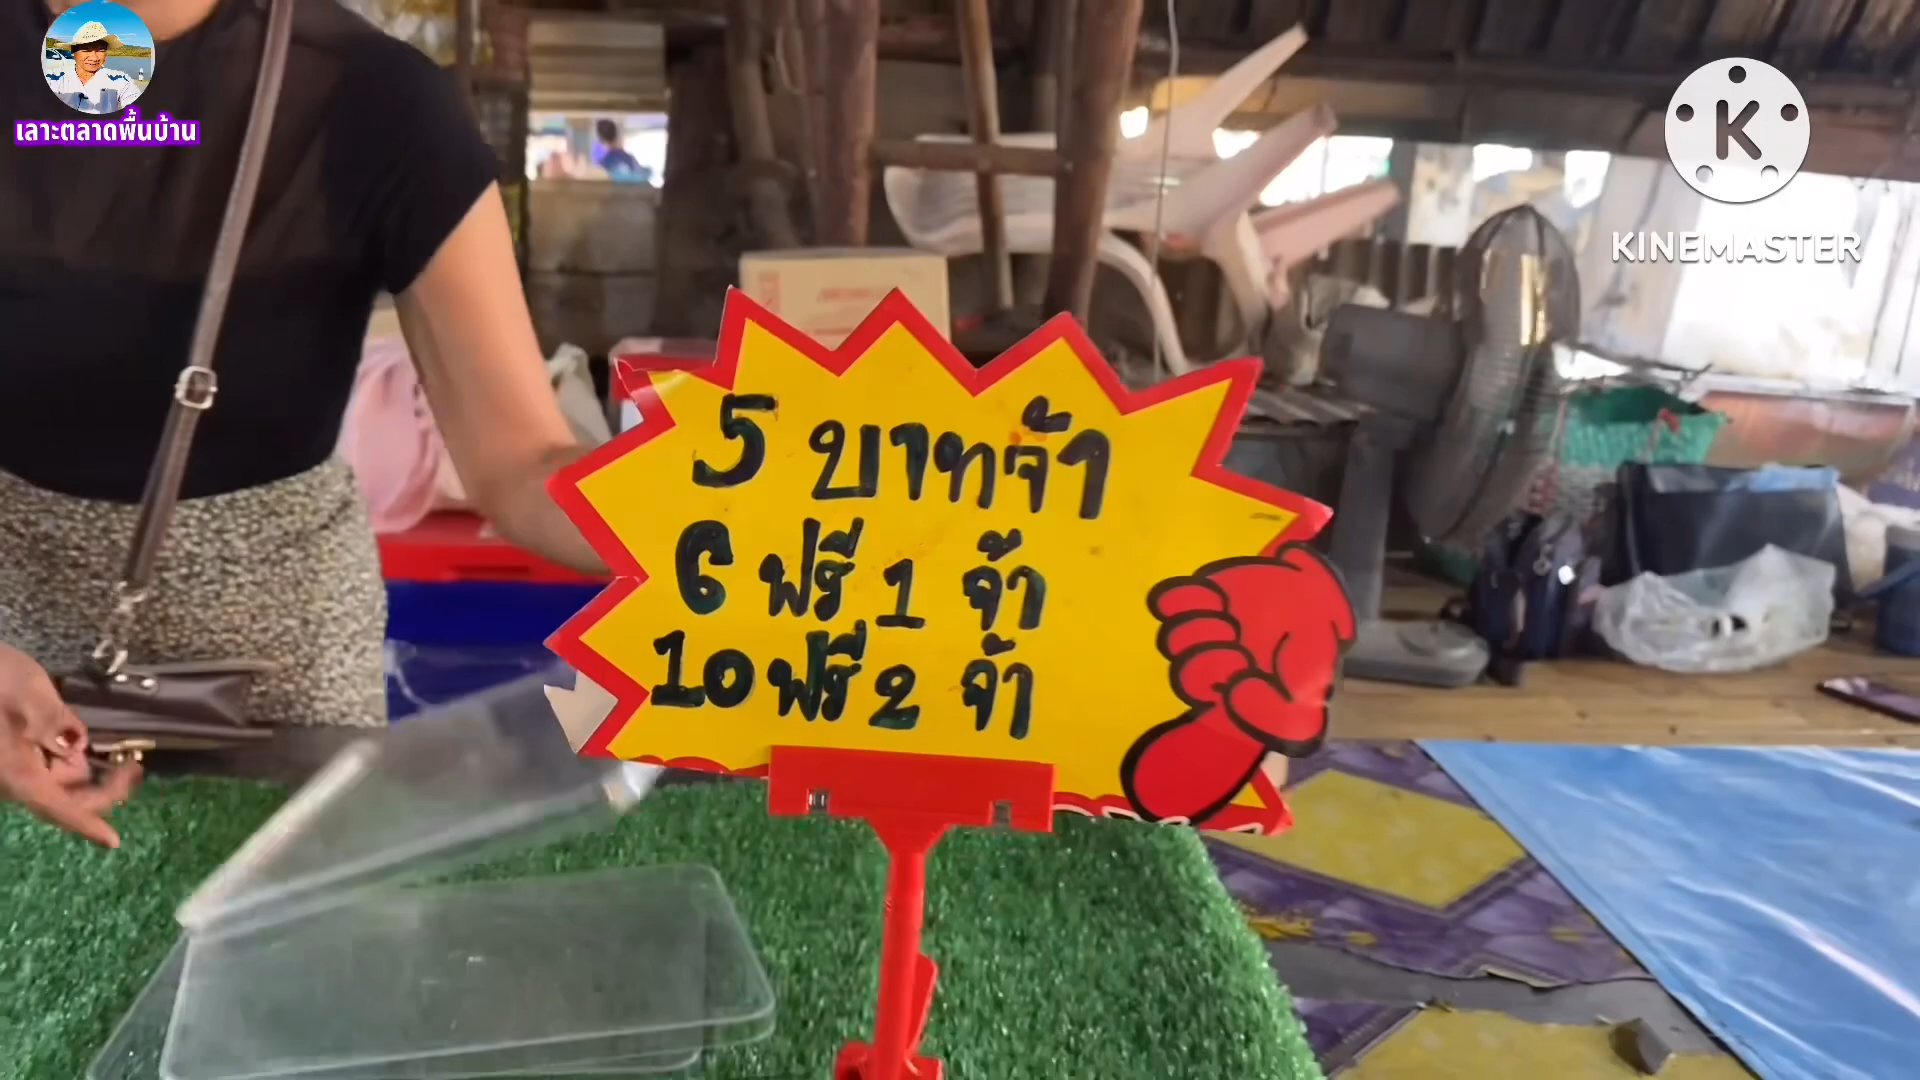 เลาะตลาดพื้นบ้าน
K
KINEMASTER
5 บาทจ้า
6 ฟรี 1 จ้า
10 ฟรี 2 จ้า